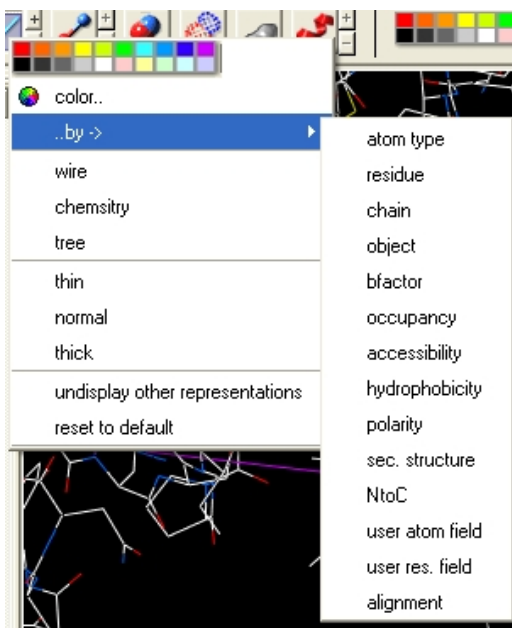 color..
..by ->
wire
chemsitry
tree
thin
normal
thick
undisplay other representations
reset to default
atom type
residue
chain
object
bfactor
occupancy
accessibility
hydrophobicity
polarity
sec. structure
NtoC
user atom field
user res. field
alignment